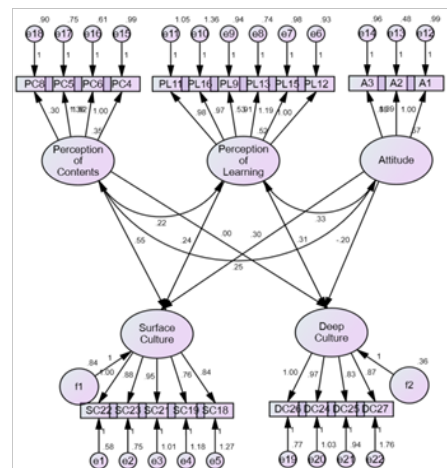 .90 .75 .61 .99 1.05 1.36 .94 .74 .98 .93 .96 .48 .99
e18 e17 e16 e15 e11 e10 e9 e8 e7 e6 e14 e13 e12
1 1 1 1 1 1 1 1 1 1 1 1 1
PC8 PC5 PC6 PC4 PL11 PL16 PL9 PL13 PL15 PL12 A3 A2 A1
.30 1.00 .98 .97 .53 .91 1.19 1.00 1.00
.35 .52 .57
Perception of Contents
Perception of Learning
Attitude
.22 .33
.55 .24 .00 .30 .31 -.20
.25
Surface Culture
Deep Culture
.84 1 1 .36
f1 f2
1.00 .88 .95 .76 .84 1.00 .97 .83 .87
SC22 SC23 SC21 SC19 SC18 DC26 DC24 DC25 DC27
1 1 1 1 1 1 1 1 1
.58 .75 1.01 1.18 1.27 .77 1.03 .94 1.76
e1 e2 e3 e4 e5 e19 e20 e21 e22